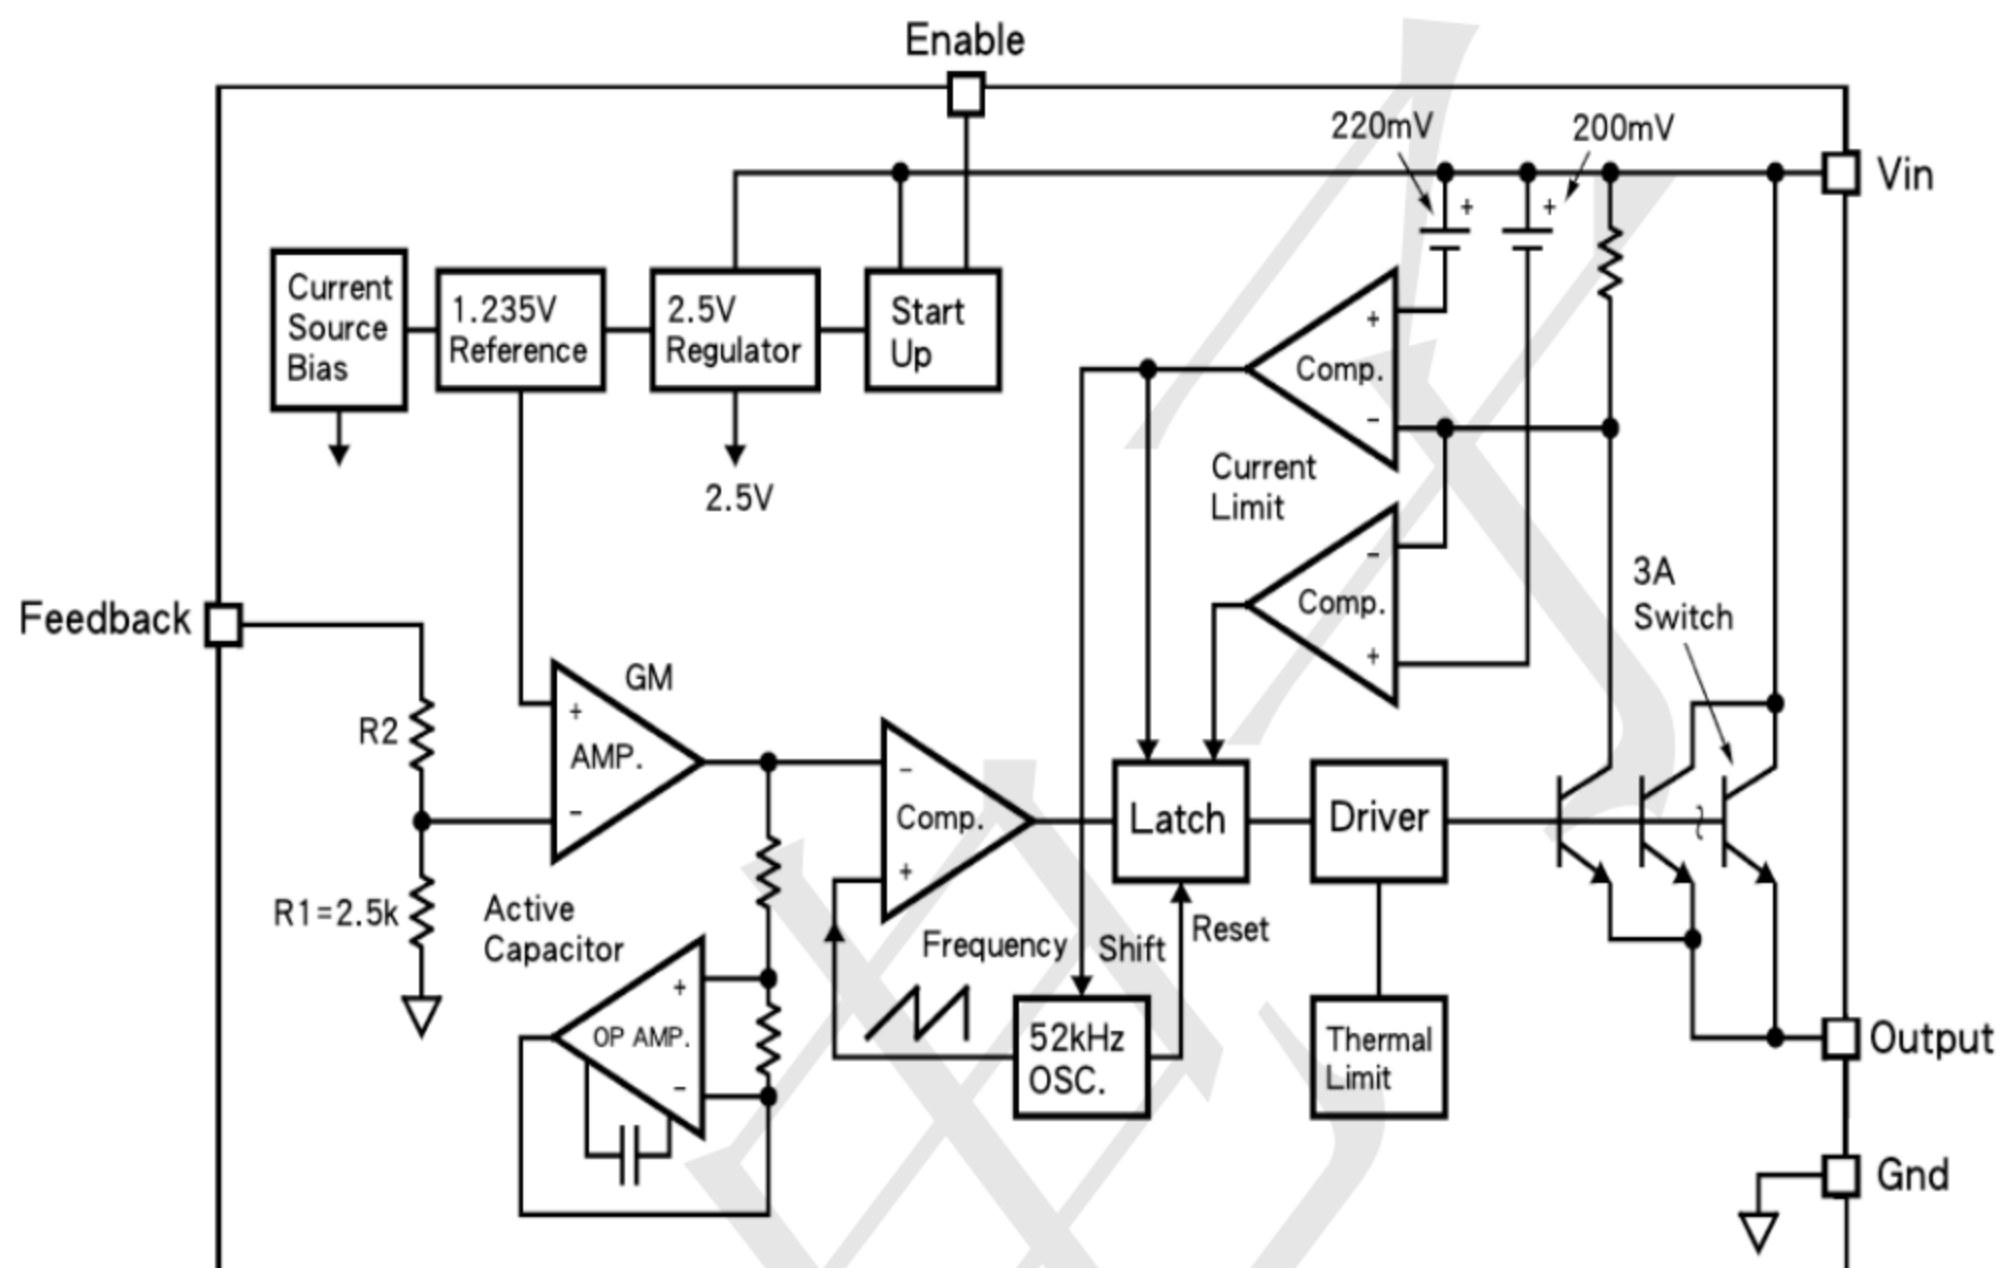 Enable
220mV
200mV
Vin
+
+
Current
Source
Bias
1.235V
Reference
2.5V
Regulator
Start
Up
+
Comp.
-
2.5V
Current
Limit
-
Comp.
+
3A
Switch
Feedback
GM
R2
+
AMP.
-
-
Comp.
+
Latch
Driver
R1=2.5k
Active
Capacitor
Frequency
Shift
Reset
+
OP AMP.
-
52kHz
OSC.
Thermal
Limit
Output
Gnd